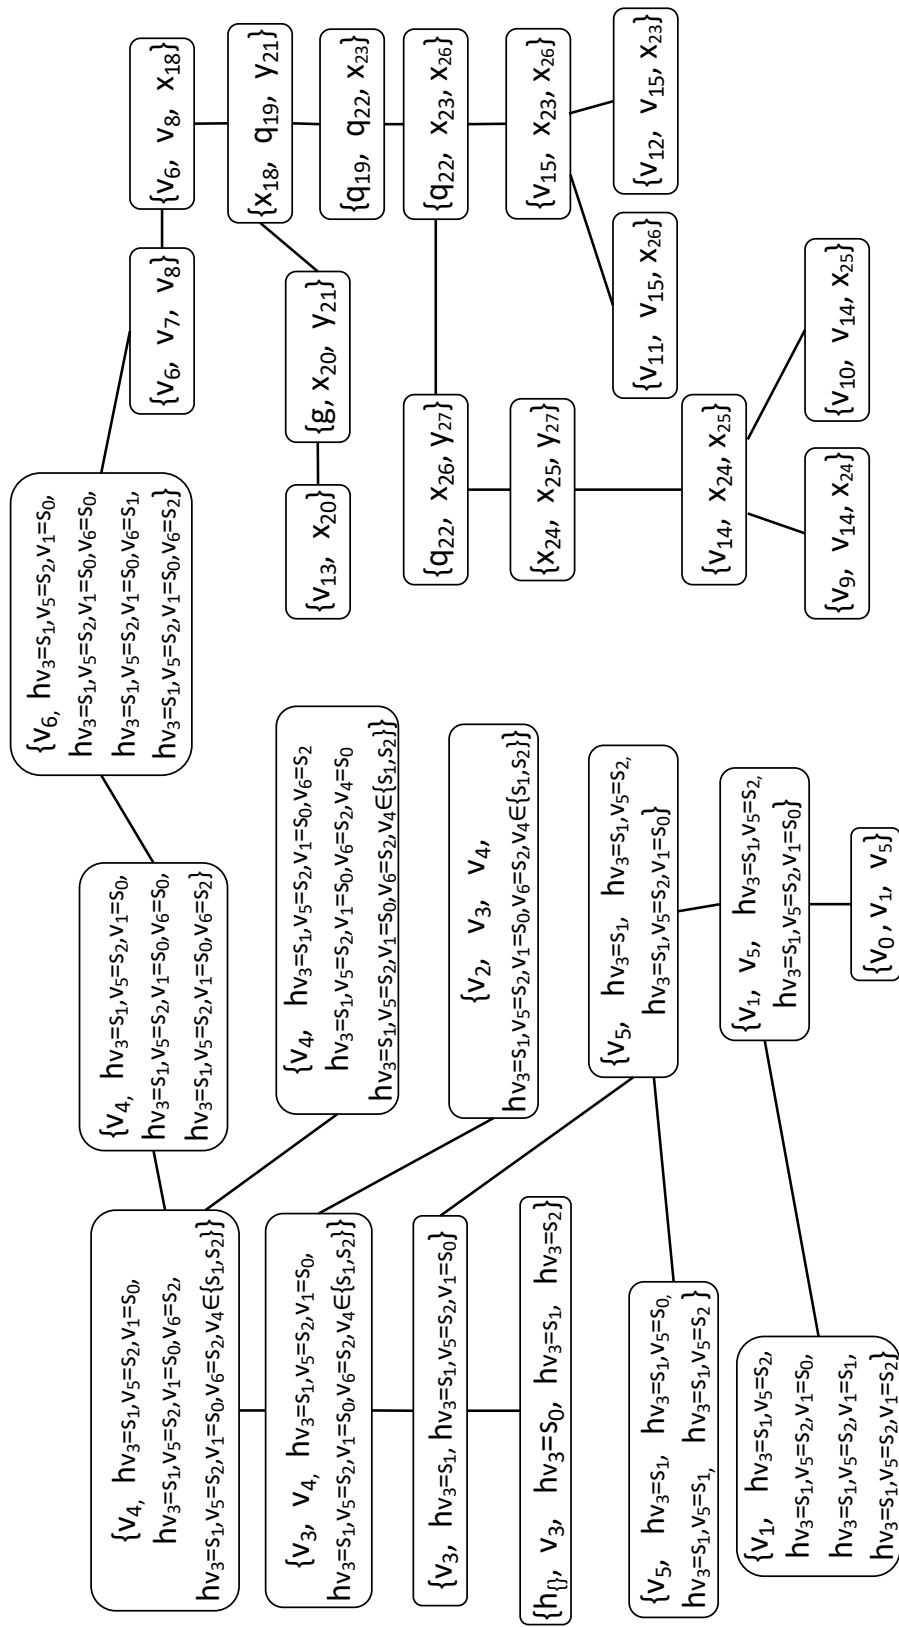 {v₆, hv₃=s₁,v₅=s₂,v₁=s₀,
hv₃=s₁,v₅=s₂,v₁=s₀,v₆=s₀,
hv₃=s₁,v₅=s₂,v₁=s₀,v₆=s₁,
hv₃=s₁,v₅=s₂,v₁=s₀,v₆=s₂}
{v₄, hv₃=s₁,v₅=s₂,v₁=s₀,
hv₃=s₁,v₅=s₂,v₁=s₀,v₆=s₀,
hv₃=s₁,v₅=s₂,v₁=s₀,v₆=s₂}
{v₄, hv₃=s₁,v₅=s₂,v₁=s₀,
hv₃=s₁,v₅=s₂,v₁=s₀,v₆=s₂,
hv₃=s₁,v₅=s₂,v₁=s₀,v₆=s₂,v₄∈{s₁,s₂}}
{v₆, v₇, v₈}
{v₆, v₈, x₁₈}
{x₁₈, q₁₉, y₂₁}
{v₃, v₄, hv₃=s₁,v₅=s₂,v₁=s₀,
hv₃=s₁,v₅=s₂,v₁=s₀,v₆=s₂,v₄∈{s₁,s₂}}
{v₄, hv₃=s₁,v₅=s₂,v₁=s₀,v₆=s₂
hv₃=s₁,v₅=s₂,v₁=s₀,v₆=s₂,v₄=s₀
hv₃=s₁,v₅=s₂,v₁=s₀,v₆=s₂,v₄∈{s₁,s₂}}
{v₁₃, x₂₀}
{g, x₂₀, y₂₁}
{q₁₉, q₂₂, x₂₃}
{v₃, hv₃=s₁, hv₃=s₁,v₅=s₂,v₁=s₀}
{q₂₂, x₂₆, y₂₇}
{q₂₂, x₂₃, x₂₆}
{v₂, v₃, v₄,
hv₃=s₁,v₅=s₂,v₁=s₀,v₆=s₂,v₄∈{s₁,s₂}}
{h{}, v₃, hv₃=s₀, hv₃=s₁, hv₃=s₂}
{x₂₄, x₂₅, y₂₇}
{v₁₅, x₂₃, x₂₆}
{v₅, hv₃=s₁, hv₃=s₁,v₅=s₂,
hv₃=s₁,v₅=s₂,v₁=s₀}
{v₁₁, v₁₅, x₂₆}
{v₁₂, v₁₅, x₂₃}
{v₅, hv₃=s₁, hv₃=s₁,v₅=s₀,
hv₃=s₁,v₅=s₁, hv₃=s₁,v₅=s₂ }
{v₁₄, x₂₄, x₂₅}
{v₁, v₅, hv₃=s₁,v₅=s₂,
hv₃=s₁,v₅=s₂,v₁=s₀}
{v₁, hv₃=s₁,v₅=s₂,
hv₃=s₁,v₅=s₂,v₁=s₀,
hv₃=s₁,v₅=s₂,v₁=s₁,
hv₃=s₁,v₅=s₂,v₁=s₂}
{v₉, v₁₄, x₂₄}
{v₁₀, v₁₄, x₂₅}
{v₀, v₁, v₅}